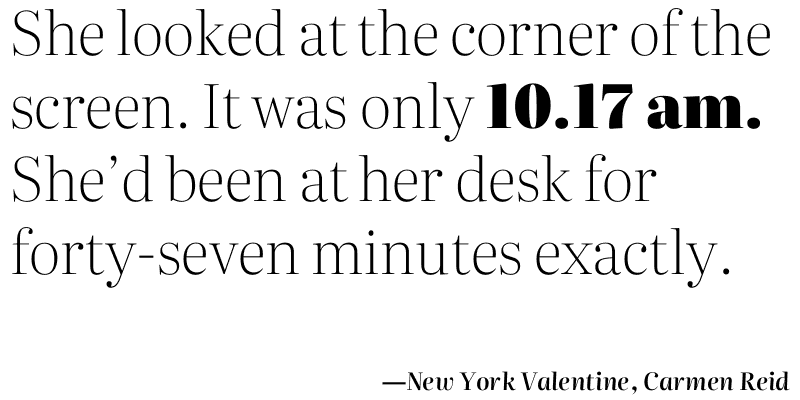 She looked at the corner of the
screen. It was only 10.17 am.
She’d been at her desk for
forty-seven minutes exactly.
—New York Valentine, Carmen Reid